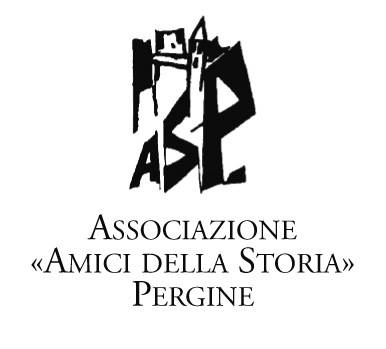 ASP
ASSOCIAZIONE
«AMICI DELLA STORIA»
PERGINE